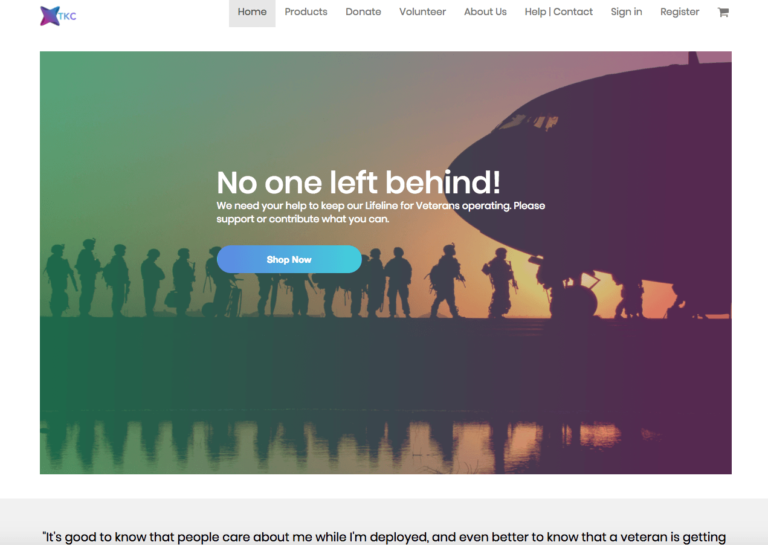 TKC
Home Products Donate Volunteer About Us Help | Contact Sign in Register
No one left behind!
We need your help to keep our Lifeline for Veterans operating. Please
support or contribute what you can.
Shop Now
"It's good to know that people care about me while I'm deployed, and even better to know that a veteran is getting